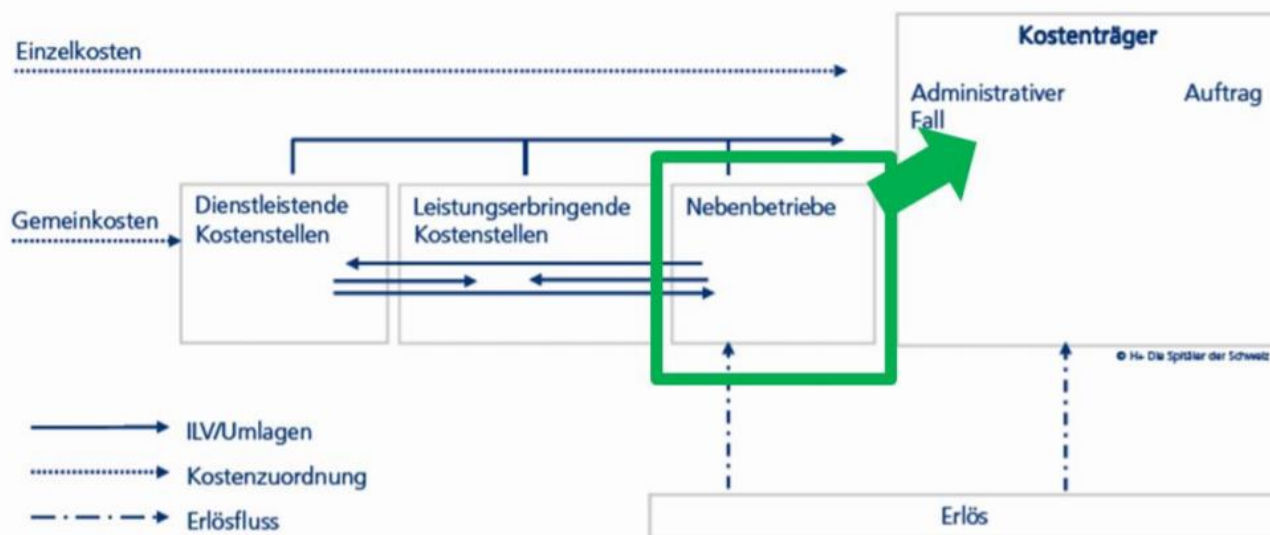 Kostenträger
Einzelkosten
Administrativer
Fall
Auftrag
Gemeinkosten
Dienstleistende
Kostenstellen
Leistungserbringende
Kostenstellen
Nebenbetriebe
© H+ Die Spitäler der Schweiz
ILV/Umlagen
Kostenzuordnung
Erlösfluss
Erlös